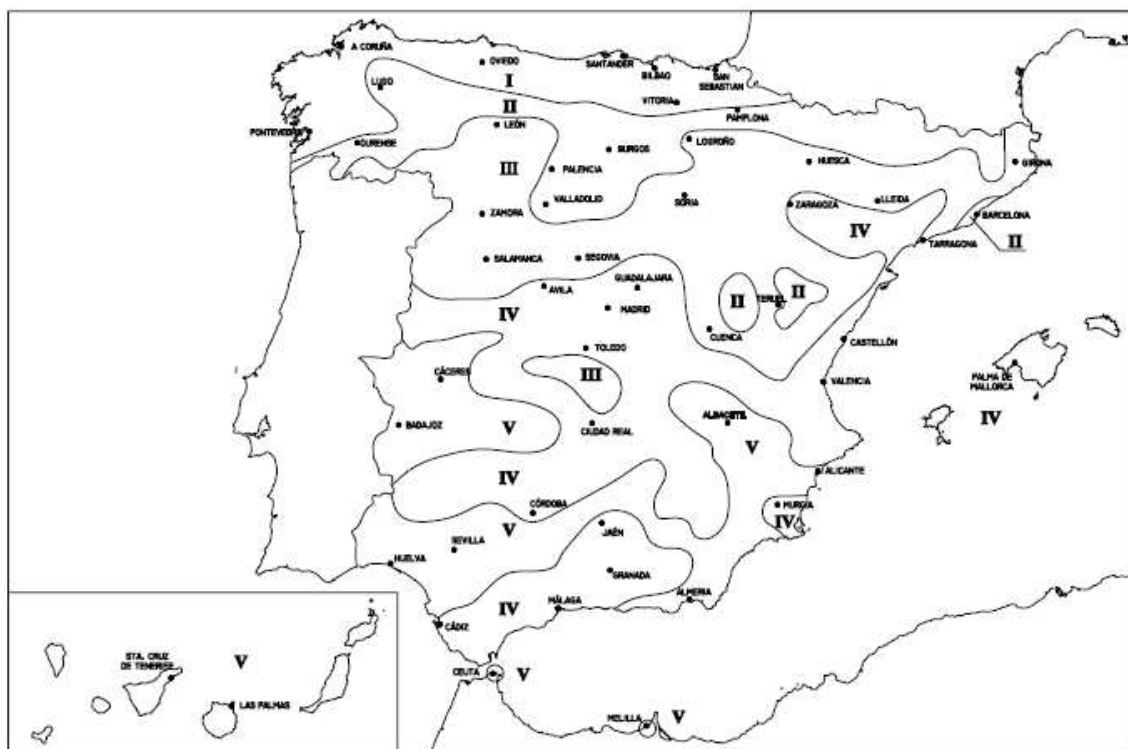 A CORUÑA
OVIEDO
SANTANDER
BILBAO
SAN
SEBASTIAN
LUGO
I
VITORIA
PAMPLONA
II
PONTEVEDRA
LEÓN
OURENSE
LOGROÑO
BURGOS
HUESCA
GIRONA
III
PALENCIA
VALLADOLID
ZAMORA
SORIA
ZARAGOZA
LLEIDA
BARCELONA
IV
TARRAGONA
II
SALAMANCA
SEGOVIA
GUADALAJARA
AVILA
TERUEL
II
II
IV
MADRID
CUENCA
CASTELLÓN
TOLEDO
III
CÁCERES
VALENCIA
PALMA DE
MALLORCA
IV
ALBACETE
BADAJOZ
V
CIUDAD REAL
V
IV
ALICANTE
CÓRDOBA
MURCIA
IV
V
SEVILLA
JAÉN
HUELVA
GRANADA
ALMERIA
IV
MÁLAGA
CÁDIZ
STA. CRUZ
DE TENERIFE
V
CEUTA
V
LAS PALMAS
MELILLA
V